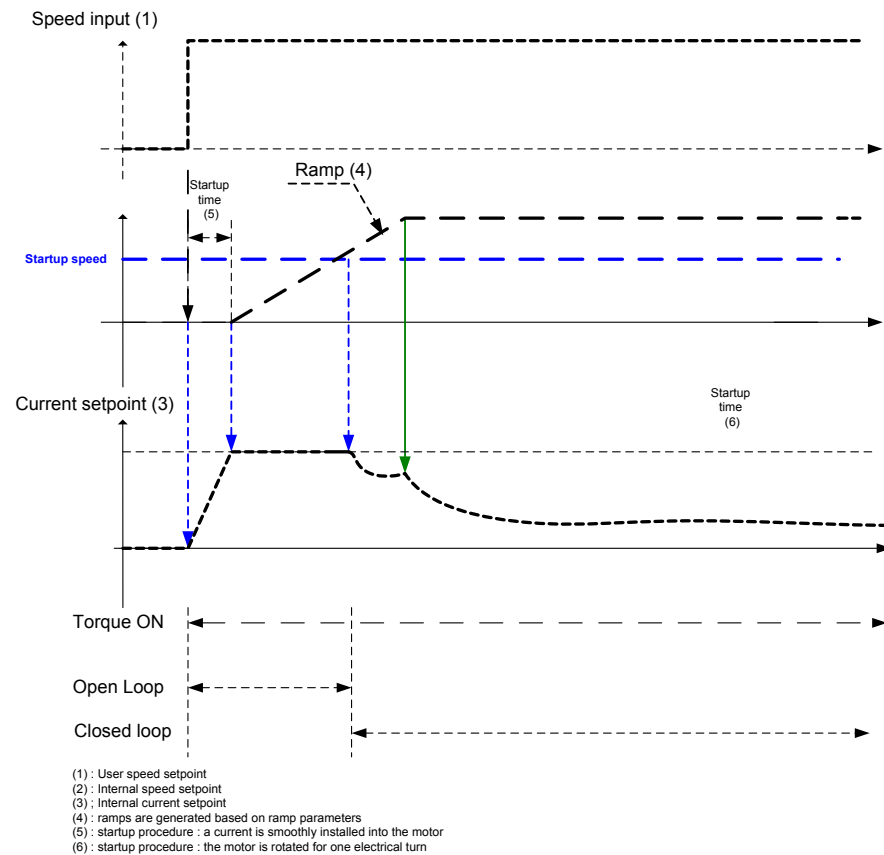 Speed input (1)
Ramp (4)
Startup
time
(5)
Startup speed
Current setpoint (3)
Startup
time
(6)
Torque ON
Open Loop
Closed loop
(1) : User speed setpoint
(2) : Internal speed setpoint
(3) ; Internal current setpoint
(4) : ramps are generated based on ramp parameters
(5) : startup procedure : a current is smoothly installed into the motor
(6) : startup procedure : the motor is rotated for one electrical turn